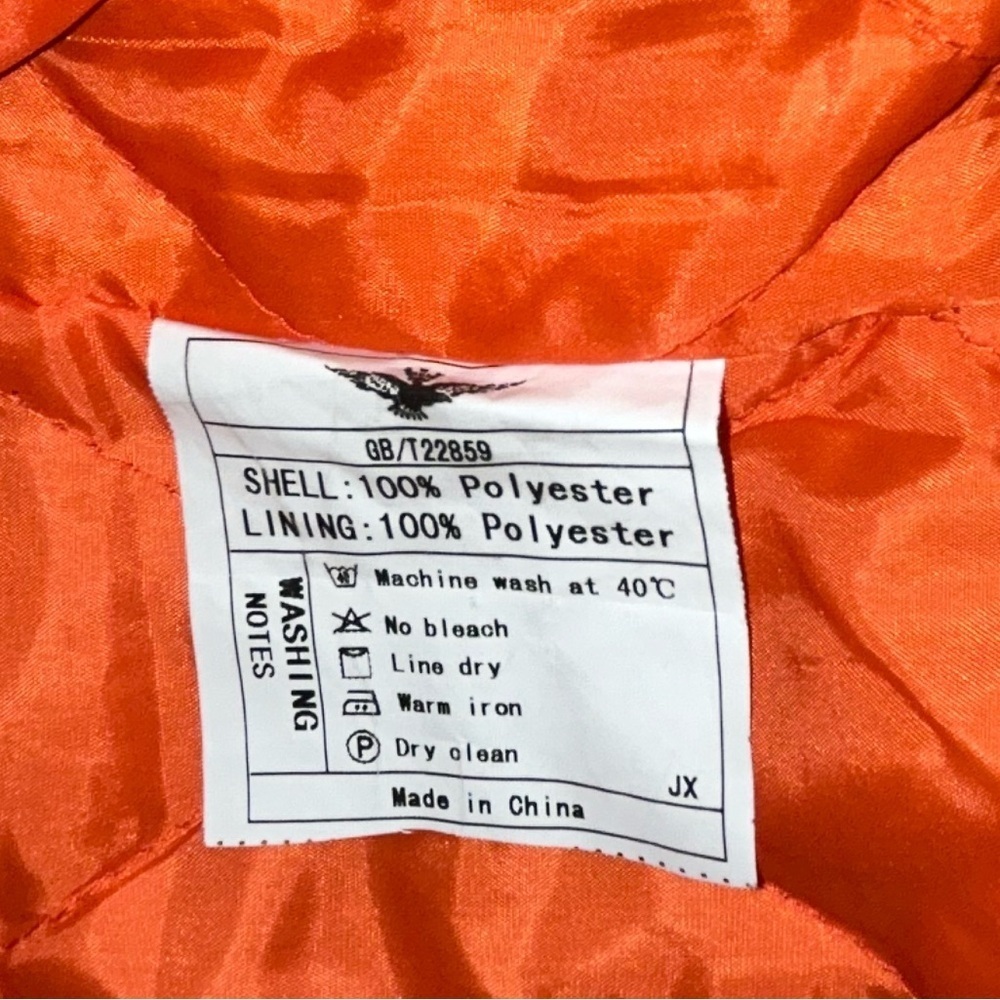 GB/T22859
SHELL:100% Polyester
LINING:100% Polyester
WASHING
NOTES
40 Machine wash at 40℃
No bleach
Line dry
Warm iron
P Dry clean
JX
Made in China